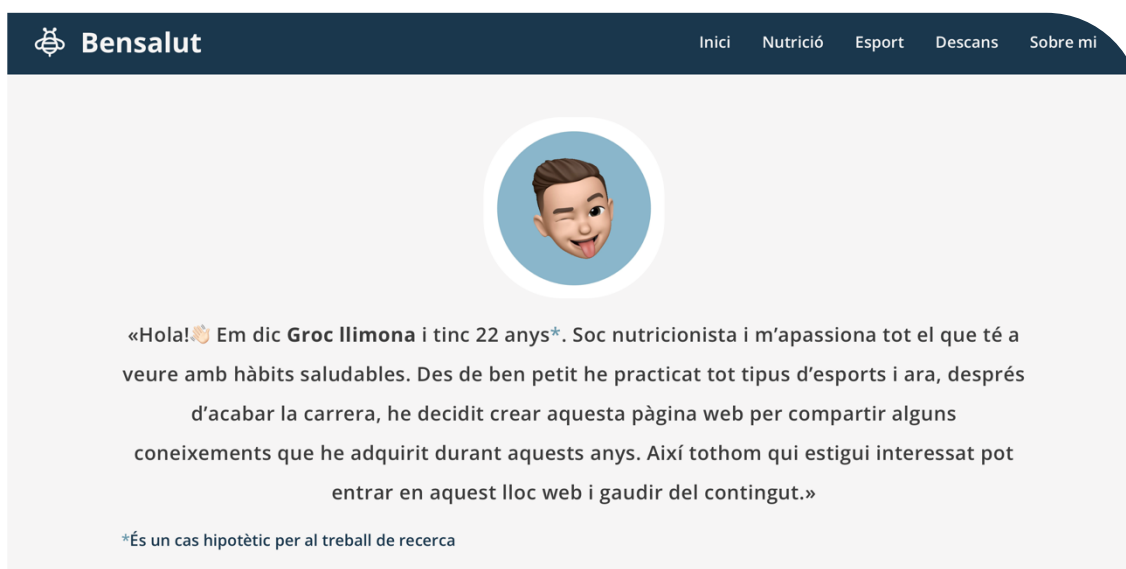 Bensalut
Inici Nutrició Esport Descans Sobre mi
«Hola!👋🏻 Em dic Groc llimona i tinc 22 anys*. Soc nutricionista i m’apassiona tot el que té a
veure amb hàbits saludables. Des de ben petit he practicat tot tipus d’esports i ara, després
d’acabar la carrera, he decidit crear aquesta pàgina web per compartir alguns
coneixements que he adquirit durant aquests anys. Així tothom qui estigui interessat pot
entrar en aquest lloc web i gaudir del contingut.»
*És un cas hipotètic per al treball de recerca